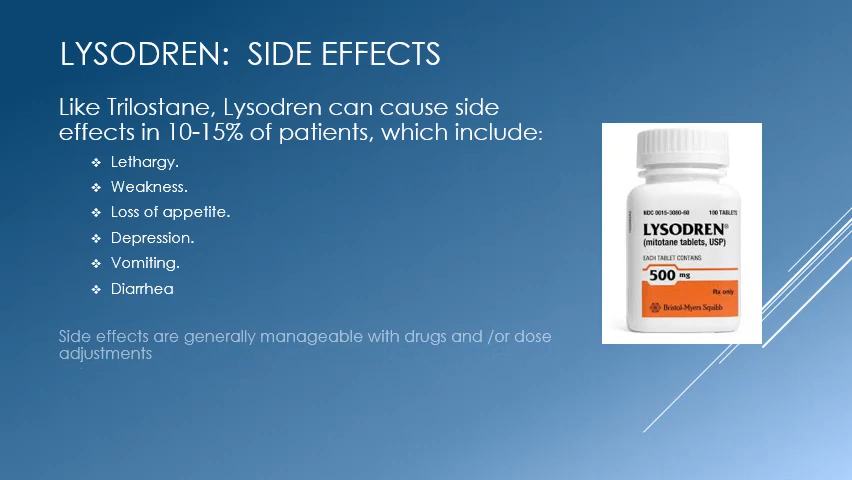 LYSODREN: SIDE EFFECTS
Like Trilostane, Lysodren can cause side
effects in 10-15% of patients, which include:
❖ Lethargy.
❖ Weakness.
❖ Loss of appetite.
❖ Depression.
❖ Vomiting.
❖ Diarrhea
Side effects are generally manageable with drugs and /or dose
adjustments
NDC 0015-3080-60 100 TABLETS
LYSODREN®
(mitotane tablets, USP)
EACH TABLET CONTAINS
500 mg
Rx only
Bristol-Myers Squibb